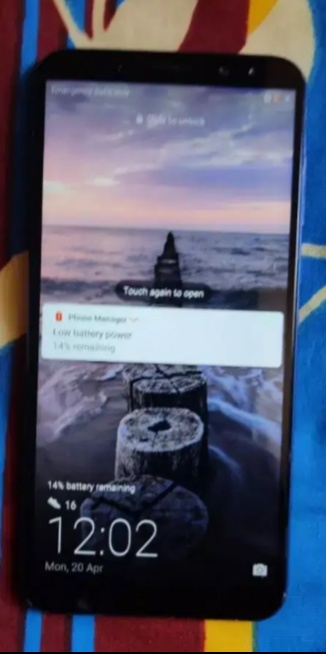 Emergency calls only
Slide to unlock
Touch again to open
Phone Manager
Low battery power
14% remaining
14% battery remaining
16
12:02
Mon, 20 Apr